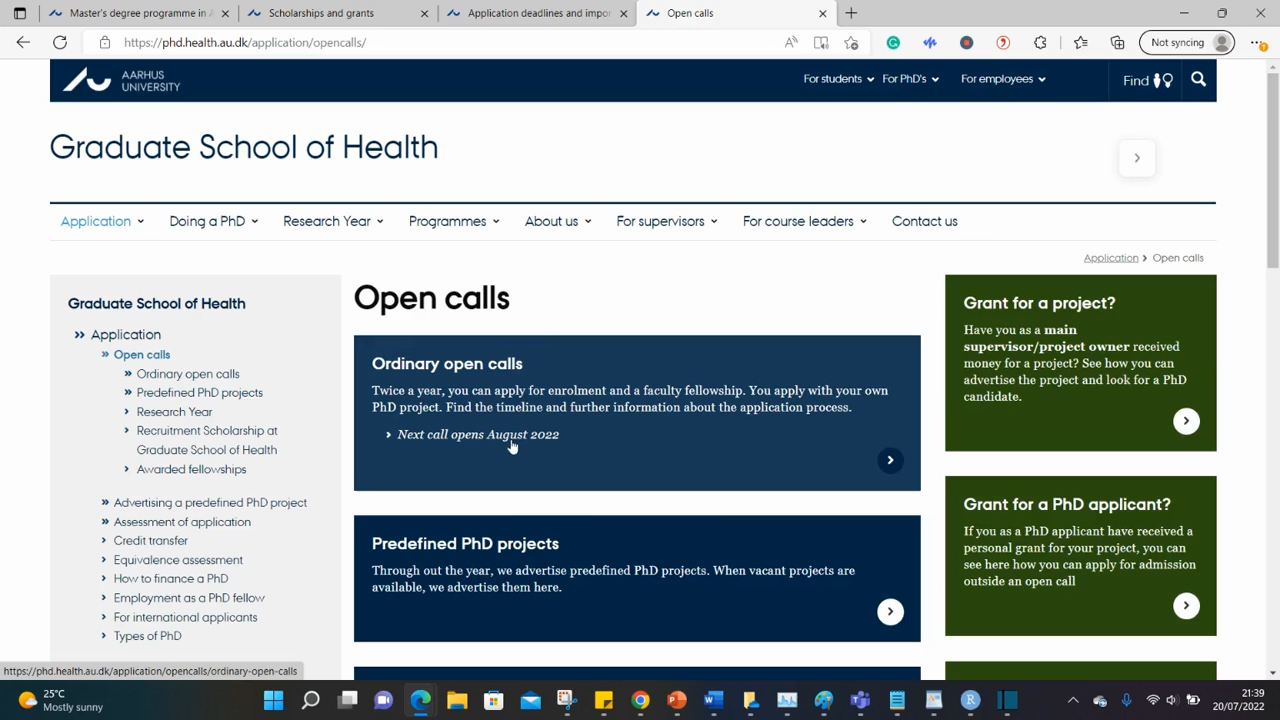 Master's degree programme in A
Scholarships and grants
Application deadlines and impor
Open calls
https://phd.health.au.dk/application/opencalls/
Not syncing
AARHUS
UNIVERSITY
For students
For PhD's
For employees
Find
Graduate School of Health
Application
Doing a PhD
Research Year
Programmes
About us
For supervisors
For course leaders
Contact us
Application
Open calls
Graduate School of Health
Application
Open calls
Ordinary open calls
Predefined PhD projects
Research Year
Recruitment Scholarship at
Graduate School of Health
Awarded fellowships
Advertising a predefined PhD project
Assessment of application
Credit transfer
Equivalence assessment
How to finance a PhD
Employment as a PhD fellow
For international applicants
Types of PhD
Open calls
Ordinary open calls
Twice a year, you can apply for enrolment and a faculty fellowship. You apply with your own
PhD project. Find the timeline and further information about the application process.
Next call opens August 2022
Predefined PhD projects
Through out the year, we advertise predefined PhD projects. When vacant projects are
available, we advertise them here.
Grant for a project?
Have you as a main
supervisor/project owner received
money for a project? See how you can
advertise the project and look for a PhD
candidate.
Grant for a PhD applicant?
If you as a PhD applicant have received a
personal grant for your project, you can
see here how you can apply for admission
outside an open call
https://phd.health.au.dk/application/opencalls/ordinary-open-calls
25°C
Mostly sunny
21:39
20/07/2022